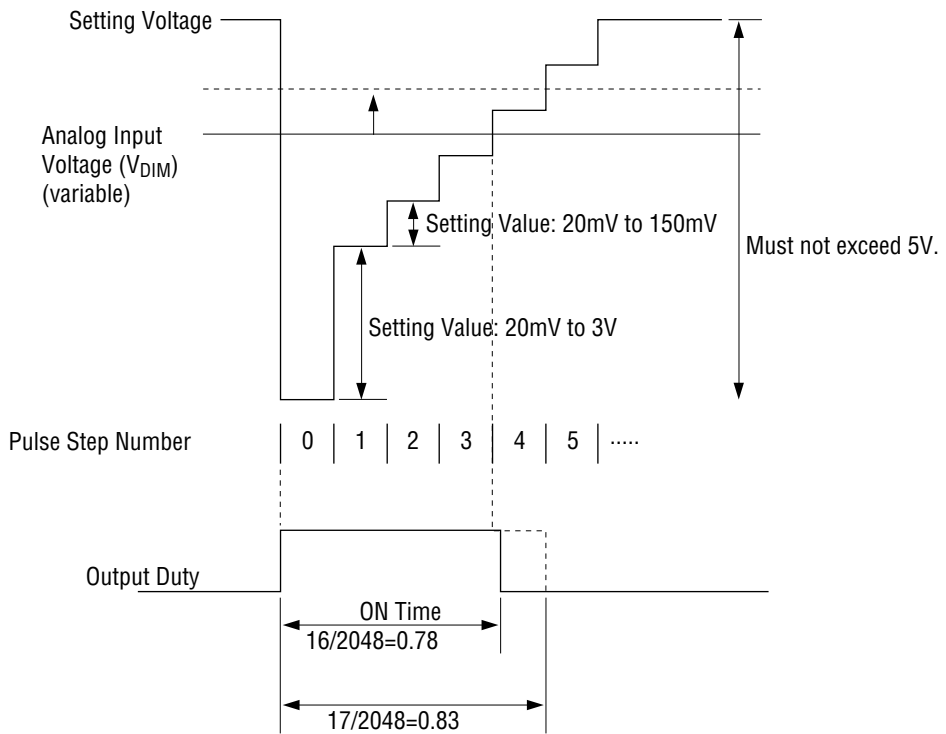 Setting Voltage
Analog Input
Voltage (VDIM)
(variable)
Setting Value: 20mV to 150mV
Must not exceed 5V.
Setting Value: 20mV to 3V
Pulse Step Number 0 1 2 3 4 5 ·····
Output Duty
ON Time
16/2048=0.78
17/2048=0.83